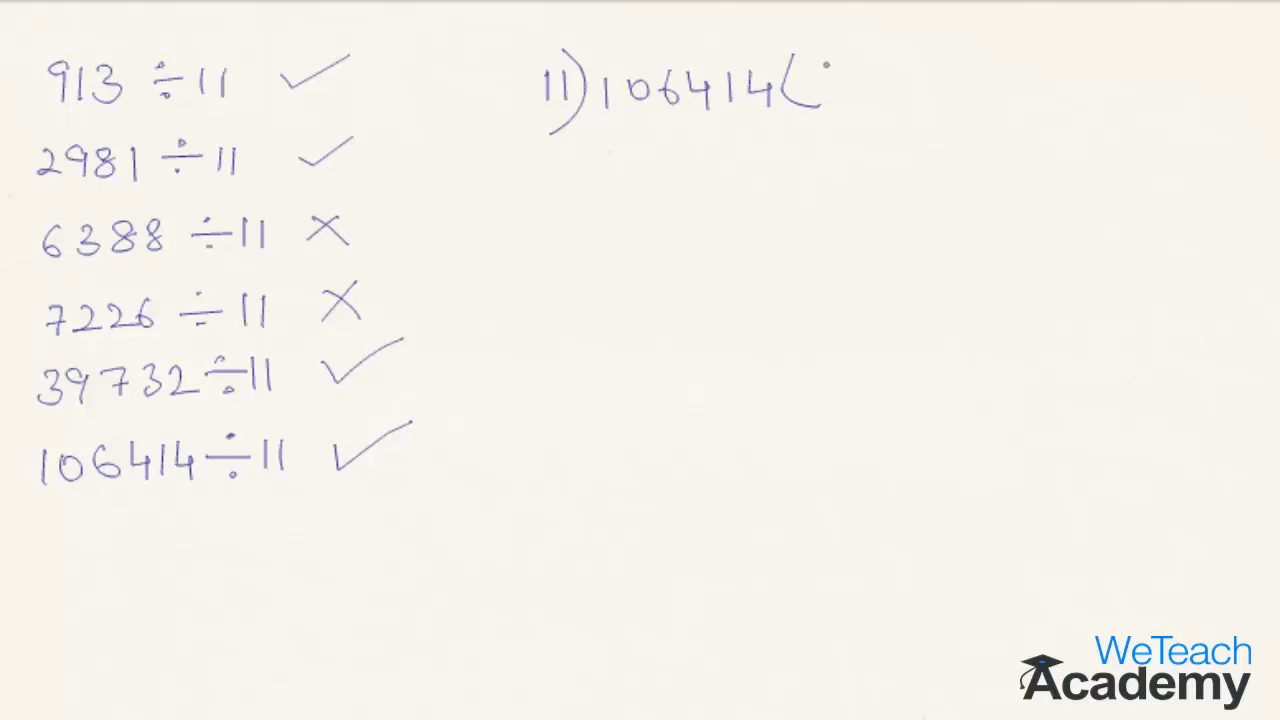 913 ÷ 11 ✓
2981 ÷ 11 ✓
6388 ÷ 11 ×
7226 ÷ 11 ×
39732 ÷ 11 ✓
106414 ÷ 11 ✓
11)106414(
WeTeach
Academy